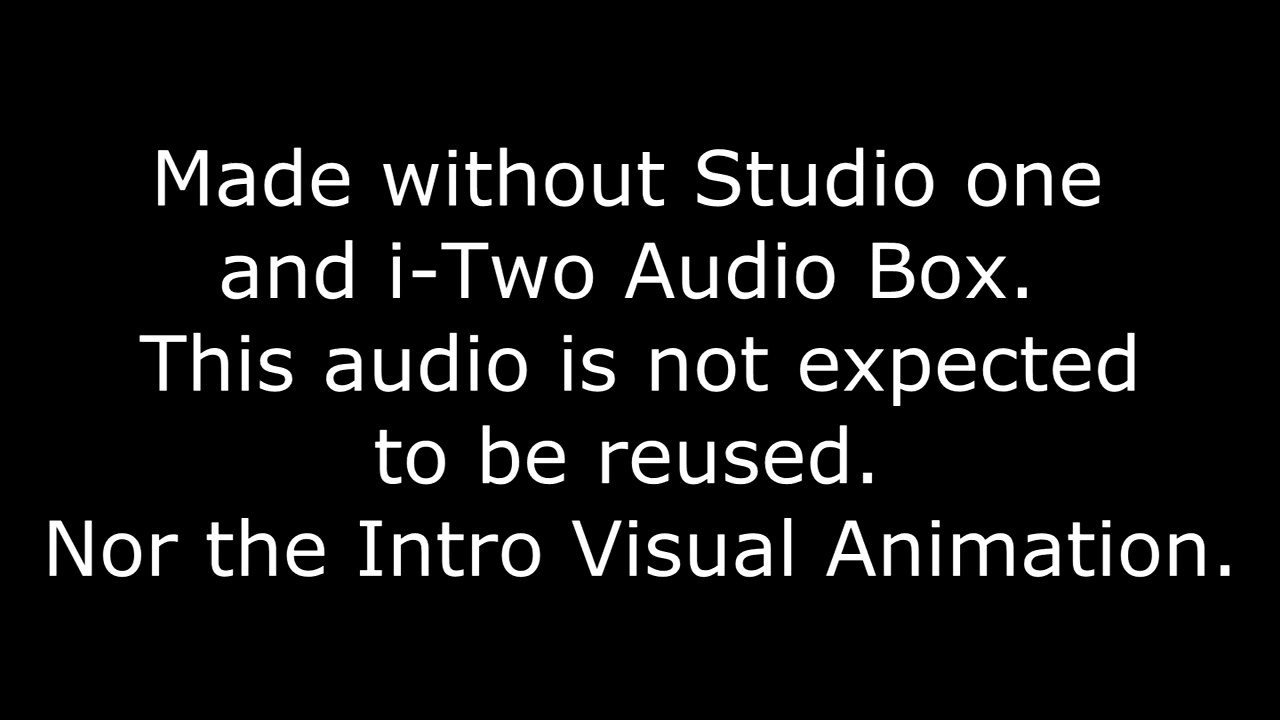 Made without Studio one
and i-Two Audio Box.
This audio is not expected
to be reused.
Nor the Intro Visual Animation.